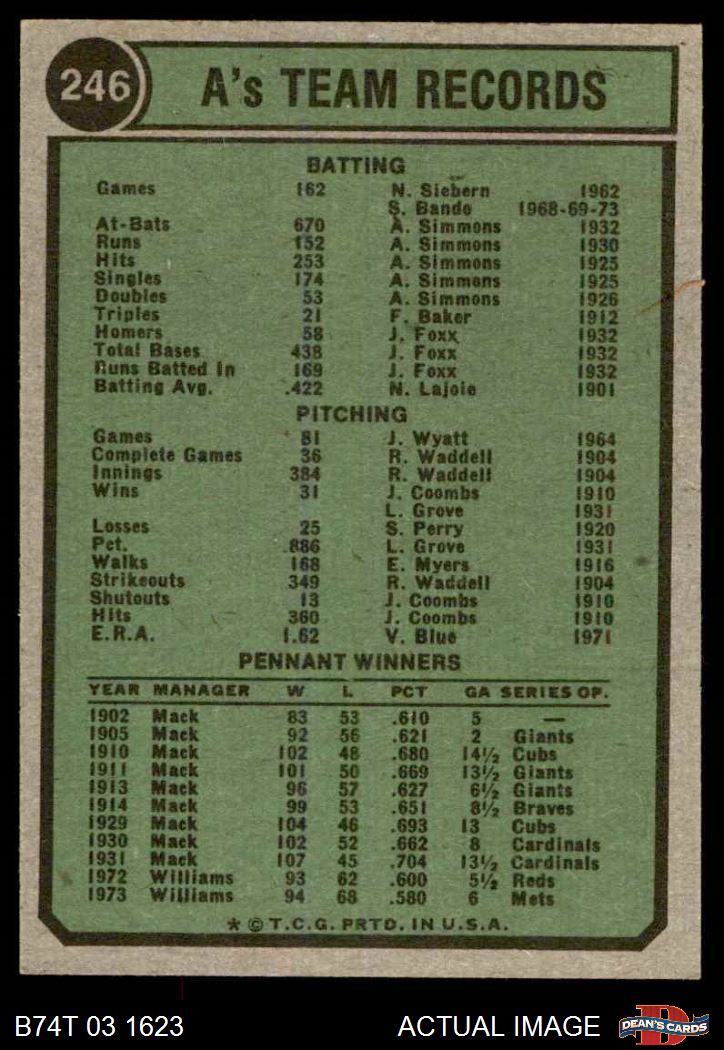 246 A's TEAM RECORDS
BATTING
Games 162 N. Siebern 1962
S. Bando 1968-69-73
At-Bats 670 A. Simmons 1932
Runs 152 A. Simmons 1930
Hits 253 A. Simmons 1925
Singles 174 A. Simmons 1925
Doubles 53 A. Simmons 1926
Triples 21 F. Baker 1912
Homers 58 J. Foxx 1932
Total Bases 438 J. Foxx 1932
Runs Batted In 169 J. Foxx 1932
Batting Avg. .422 N. Lajoie 1901
PITCHING
Games 81 J. Wyatt 1964
Complete Games 36 R. Waddell 1904
Innings 384 R. Waddell 1904
Wins 31 J. Coombs 1910
L. Grove 1931
Losses 25 S. Perry 1920
Pct. .886 L. Grove 1931
Walks 168 E. Myers 1916
Strikeouts 349 R. Waddell 1904
Shutouts 13 J. Coombs 1910
Hits 360 J. Coombs 1910
E.R.A. 1.62 V. Blue 1971
PENNANT WINNERS
YEAR MANAGER W L PCT GA SERIES OP.
1902 Mack 83 53 .610 5 —
1905 Mack 92 56 .621 2 Giants
1910 Mack 102 48 .680 14½ Cubs
1911 Mack 101 50 .669 13½ Giants
1913 Mack 96 57 .627 6½ Giants
1914 Mack 99 53 .651 8½ Braves
1929 Mack 104 46 .693 13 Cubs
1930 Mack 102 52 .662 8 Cardinals
1931 Mack 107 45 .704 13½ Cardinals
1972 Williams 93 62 .600 5½ Reds
1973 Williams 94 68 .580 6 Mets
* © T.C.G. PRTD. IN U.S.A.
B74T 03 1623 ACTUAL IMAGE D DEAN'S CARDS